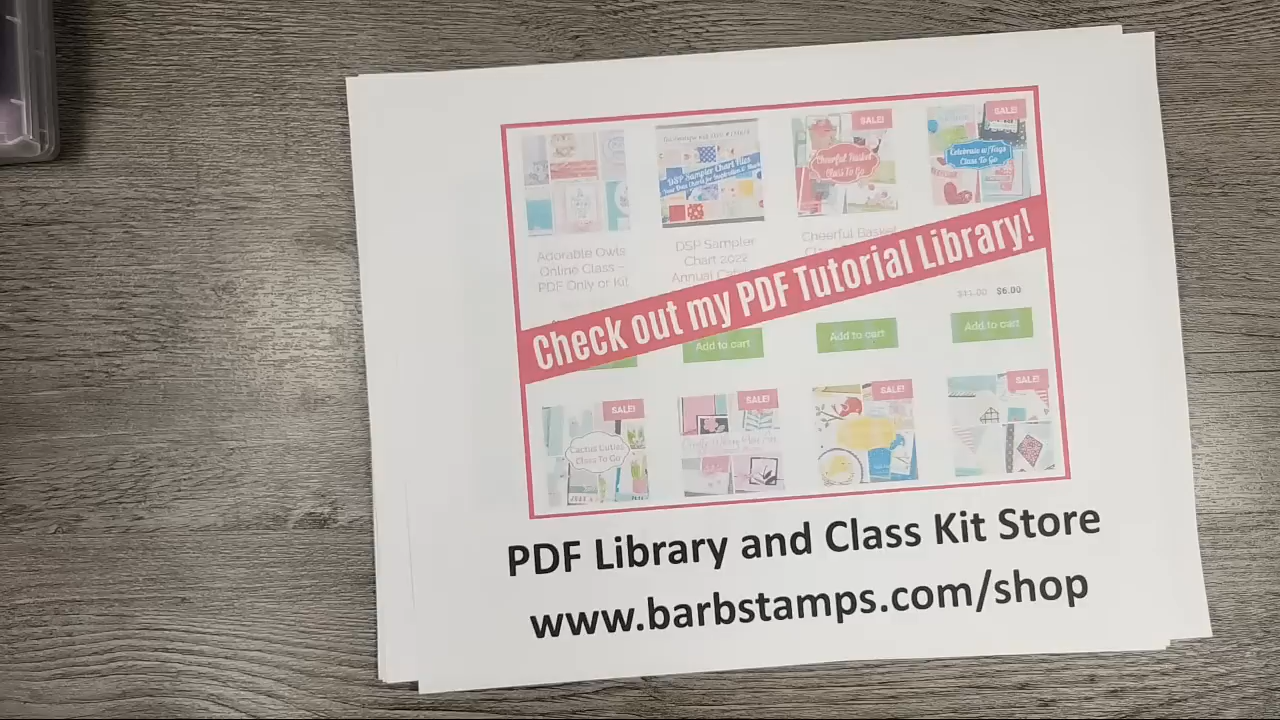 SALE!
SALE!
DSP Sampler Chart Files
Cheerful Basket
Class To Go
Celebrate w/Tags
Class To Go
Adorable Owls
Online Class –
PDF Only or Kit
DSP Sampler
Chart 2022
Annual
Cheerful Basket
Check out my PDF Tutorial Library!
$11.00 $6.00
Add to cart
Add to cart
Add to cart
SALE!
SALE!
SALE!
SALE!
Cactus Cuties
Class To Go
PDF Library and Class Kit Store
www.barbstamps.com/shop